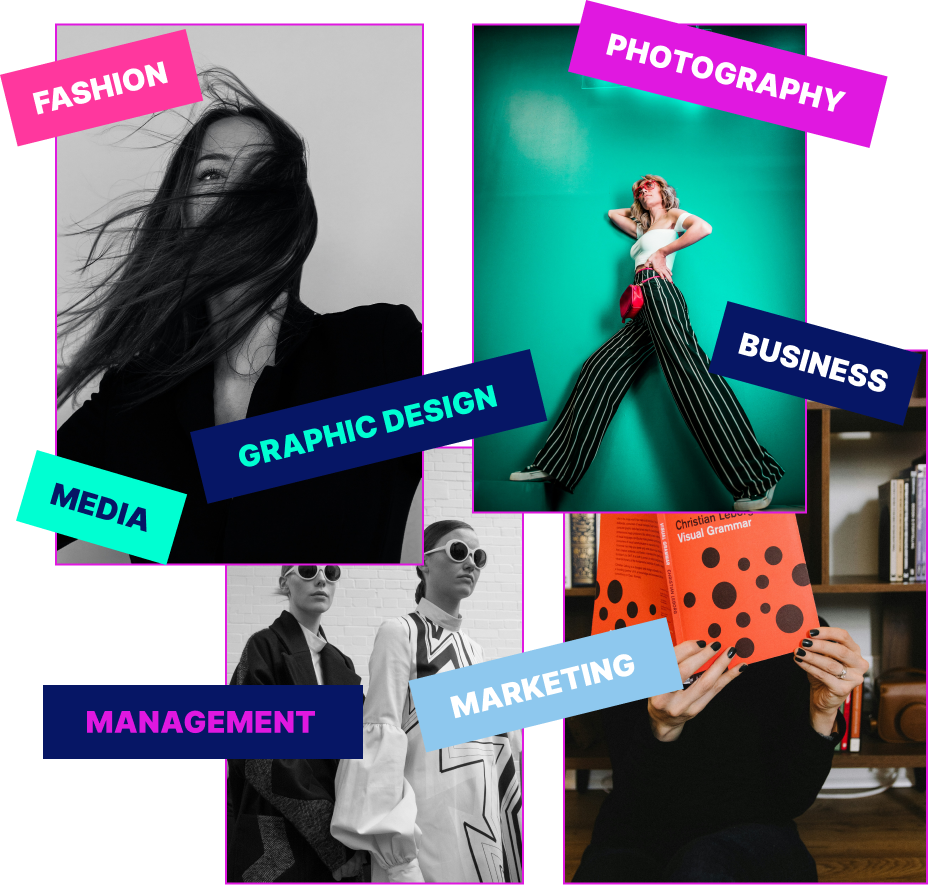 FASHION
PHOTOGRAPHY
BUSINESS
GRAPHIC DESIGN
MEDIA
Christian Leborg
Visual Grammar
MARKETING
MANAGEMENT